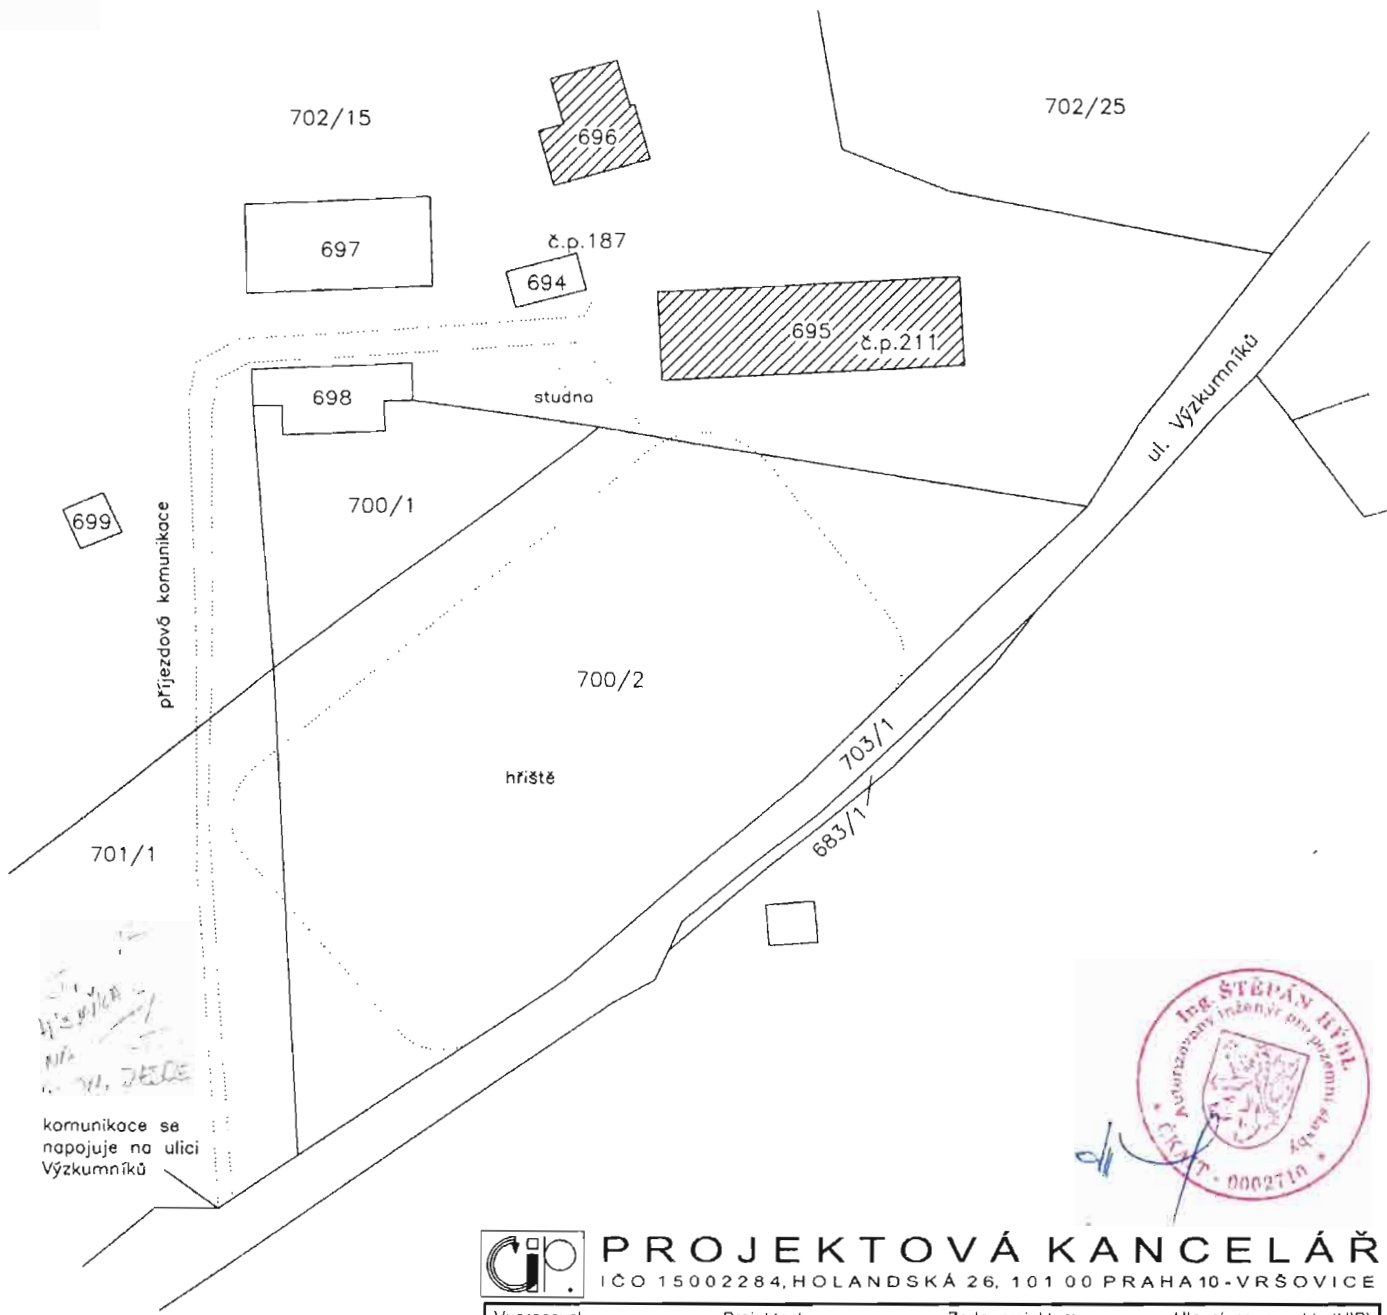 702/15
702/25
696
697
č.p.187
694
695
č.p.211
698
studna
ul. Výzkumníků
700/1
699
příjezdová komunikace
700/2
703/1
hřiště
683/1
701/1
komunikace se
napojuje na ulici
Výzkumníků
Ing. ŠTĚPÁN HÝBL
Autorizovaný inženýr pro pozemní stavby
* ČKAIT - 0002710 *
PROJEKTOVÁ KANCELÁŘ
IČO 15002284, HOLANDSKÁ 26, 101 00 PRAHA 10 - VRŠOVICE